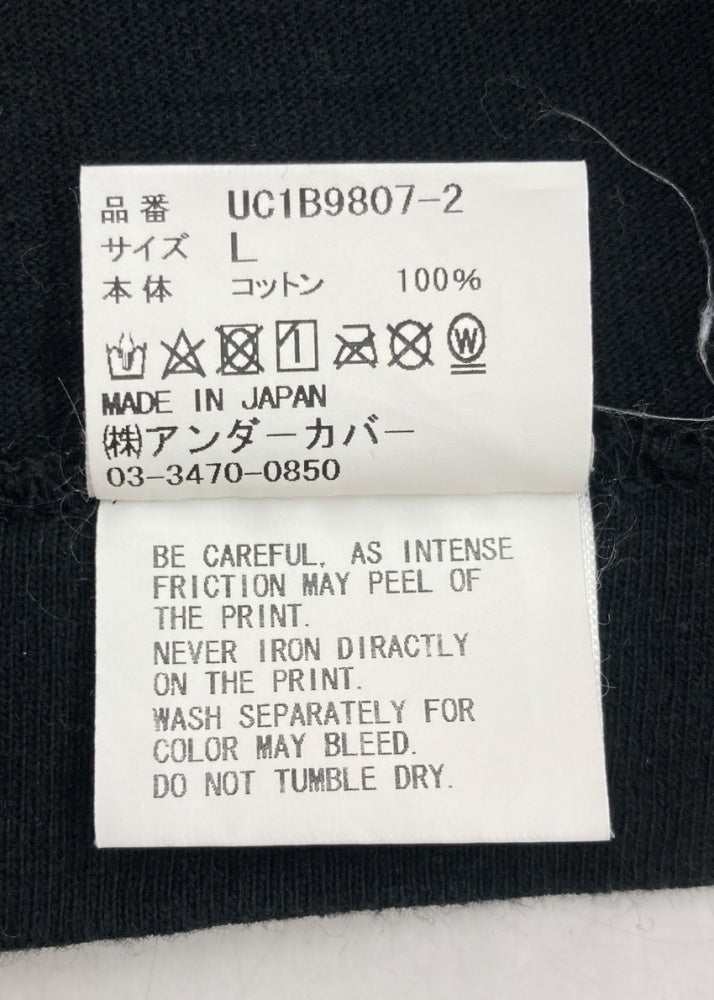 品番 UC1B9807-2
サイズ L
本体 コットン 100%
W
MADE IN JAPAN
㈱アンダーカバー
03-3470-0850
BE CAREFUL, AS INTENSE
FRICTION MAY PEEL OF
THE PRINT.
NEVER IRON DIRACTLY
ON THE PRINT.
WASH SEPARATELY FOR
COLOR MAY BLEED.
DO NOT TUMBLE DRY.